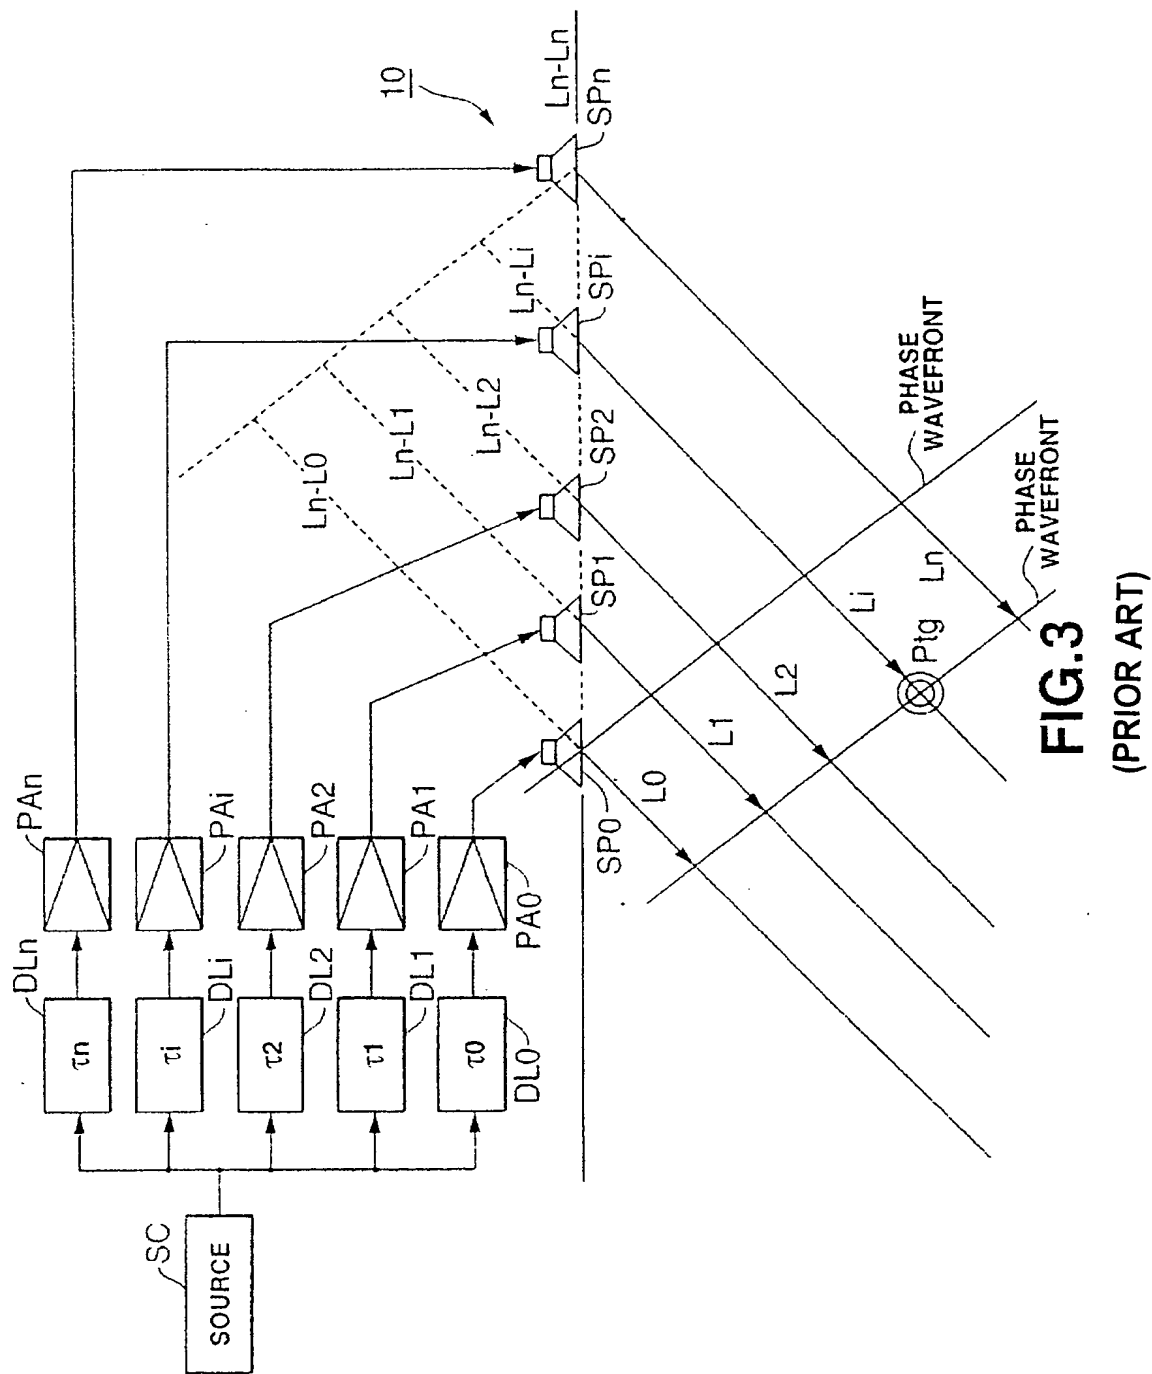 SC
SOURCE
DLn
τn
DLi
τi
DL2
τ2
DL1
τ1
DL0
τ0
PAn
PAi
PA2
PA1
PA0
10
Ln-L0
Ln-L1
Ln-L2
Ln-Li
Ln-Ln
SP0
SP1
SP2
SPi
SPn
L0
L1
L2
Li
Ln
Ptg
PHASE
WAVEFRONT
PHASE
WAVEFRONT
FIG.3
(PRIOR ART)